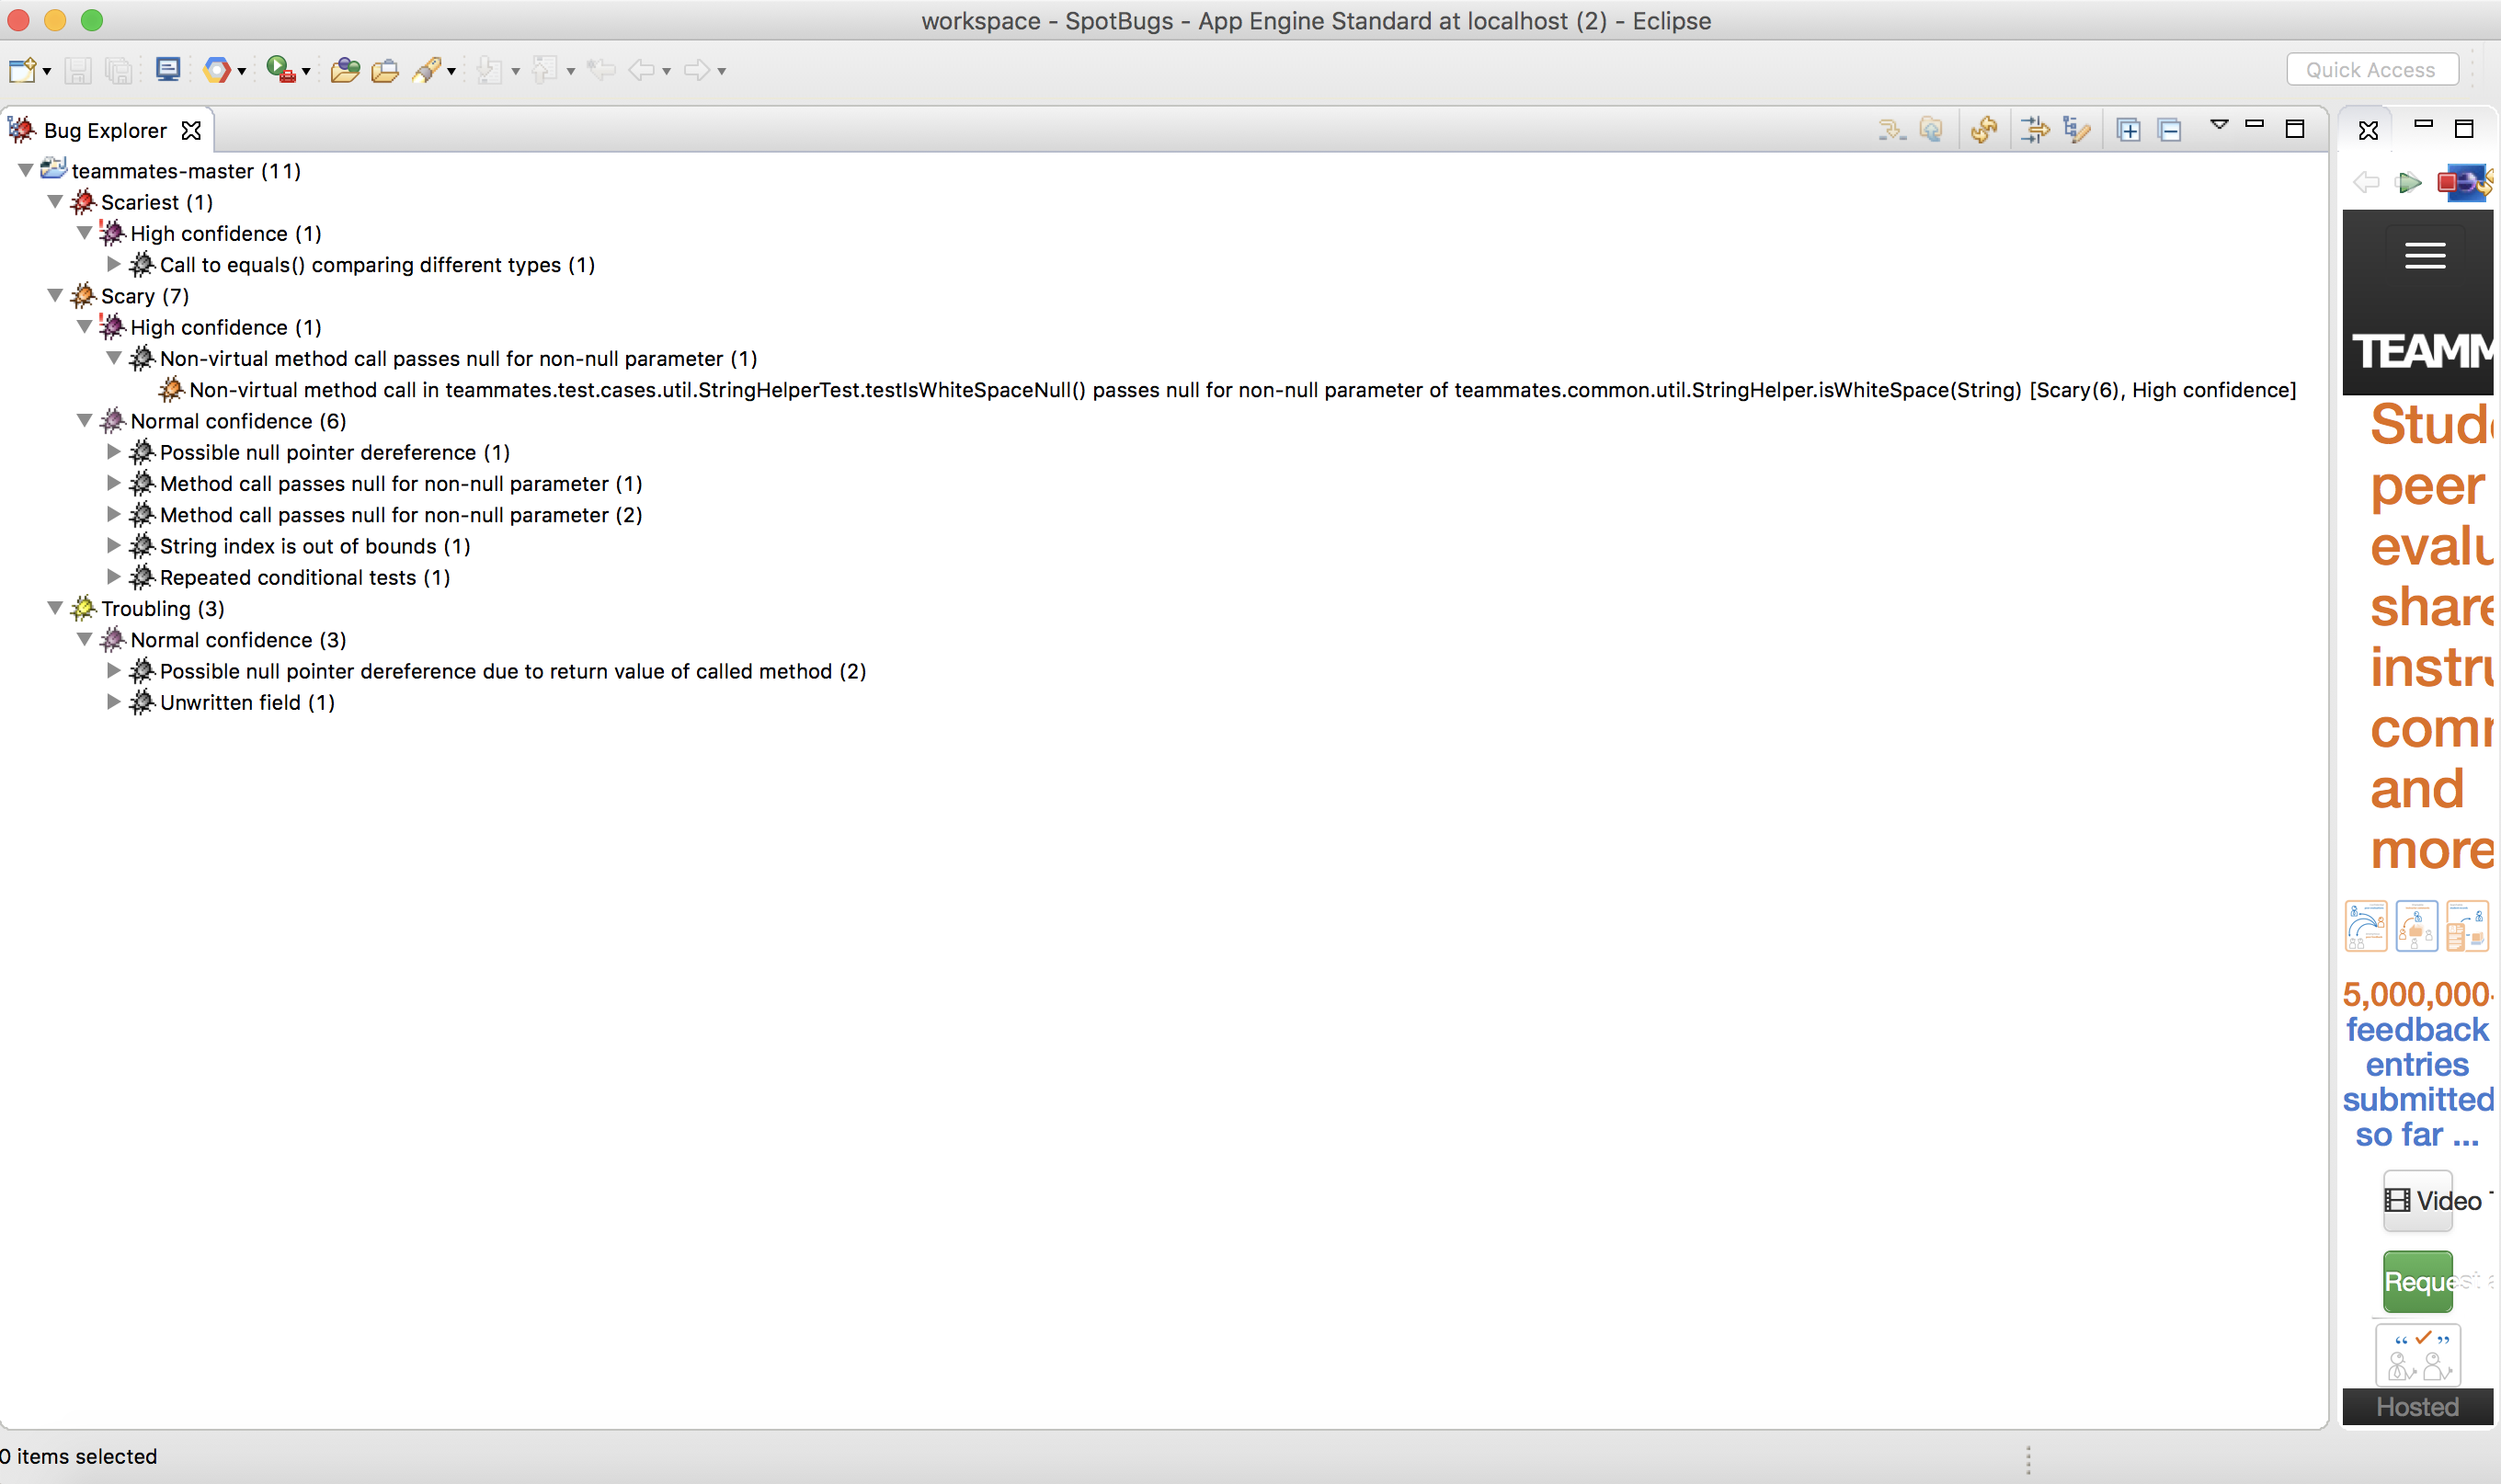 workspace - SpotBugs - App Engine Standard at localhost (2) - Eclipse
Quick Access
Bug Explorer
teammates-master (11)
Scariest (1)
High confidence (1)
Call to equals() comparing different types (1)
Scary (7)
High confidence (1)
Non-virtual method call passes null for non-null parameter (1)
Non-virtual method call in teammates.test.cases.util.StringHelperTest.testIsWhiteSpaceNull() passes null for non-null parameter of teammates.common.util.StringHelper.isWhiteSpace(String) [Scary(6), High confidence]
Normal confidence (6)
Possible null pointer dereference (1)
Method call passes null for non-null parameter (1)
Method call passes null for non-null parameter (2)
String index is out of bounds (1)
Repeated conditional tests (1)
Troubling (3)
Normal confidence (3)
Possible null pointer dereference due to return value of called method (2)
Unwritten field (1)
TEAMM
Stud
peer
evalu
share
instru
comm
and
more
5,000,000
feedback
entries
submitted
so far ...
Video
Request
Hosted
0 items selected